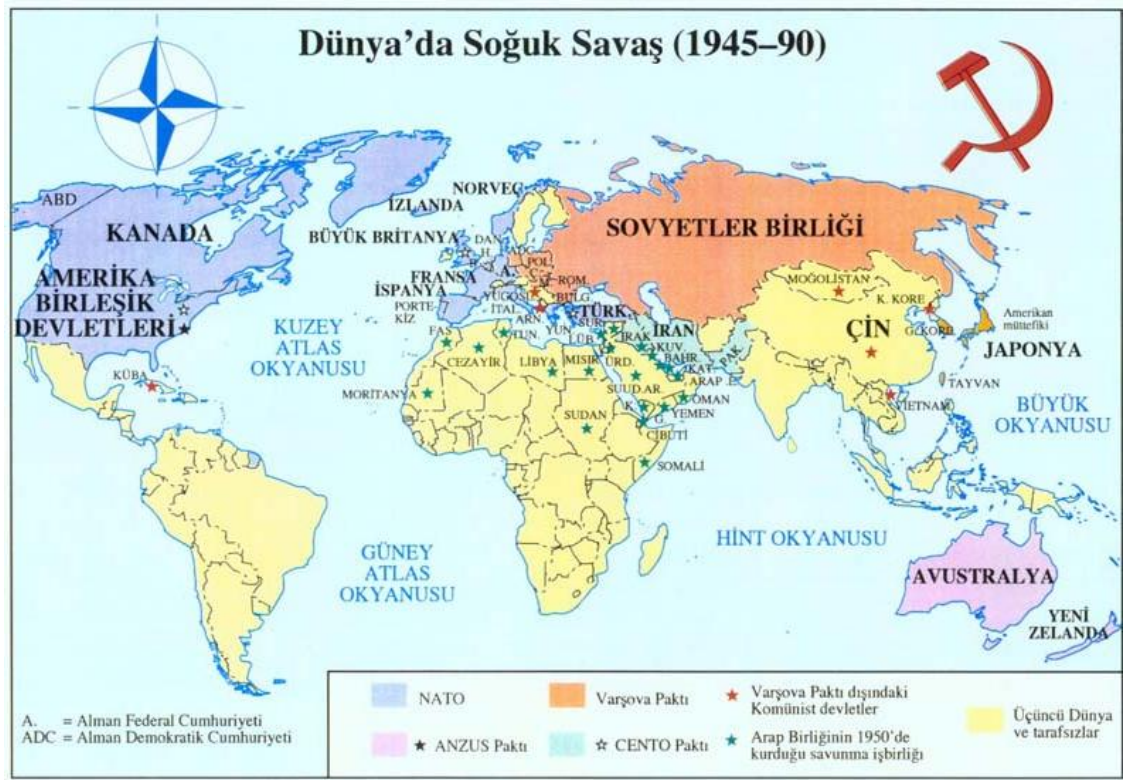 Dünya’da Soğuk Savaş (1945–90)
ABD
KANADA
AMERİKA
BİRLEŞİK
DEVLETLERİ
NORVEÇ
İZLANDA
BÜYÜK BRİTANYA
DAN
H.
B.
ADC
A.
FRANSA
İSPANYA
PORTE-
KİZ
SOVYETLER BİRLİĞİ
POL.
ROM.
BULG.
YUGOSL.
İTAL.
ARN.
YUN
TÜRK.
SUR.
LÜB.
IRAK
İRAN
KUV.
BAHR.
KAT.
ARAP E.
PAK.
ÜRD.
SUUD AR.
OMAN
YEMEN
K.
G.
CİBUTİ
SOMALİ
FAS
TUN.
CEZAYİR
LİBYA
MISIR
MORİTANYA
SUDAN
KÜBA
KUZEY
ATLAS
OKYANUSU
MOĞOLİSTAN
K. KORE
G. KORE
ÇİN
Amerikan
müttefiki
JAPONYA
TAYVAN
VİETNAM
BÜYÜK
OKYANUSU
GÜNEY
ATLAS
OKYANUSU
HİNT OKYANUSU
AVUSTRALYA
YENİ
ZELANDA
A. = Alman Federal Cumhuriyeti
ADC = Alman Demokratik Cumhuriyeti
NATO
Varşova Paktı
Varşova Paktı dışındaki
Komünist devletler
Üçüncü Dünya
ve tarafsızlar
ANZUS Paktı
CENTO Paktı
Arap Birliğinin 1950’de
kurduğu savunma işbirliği